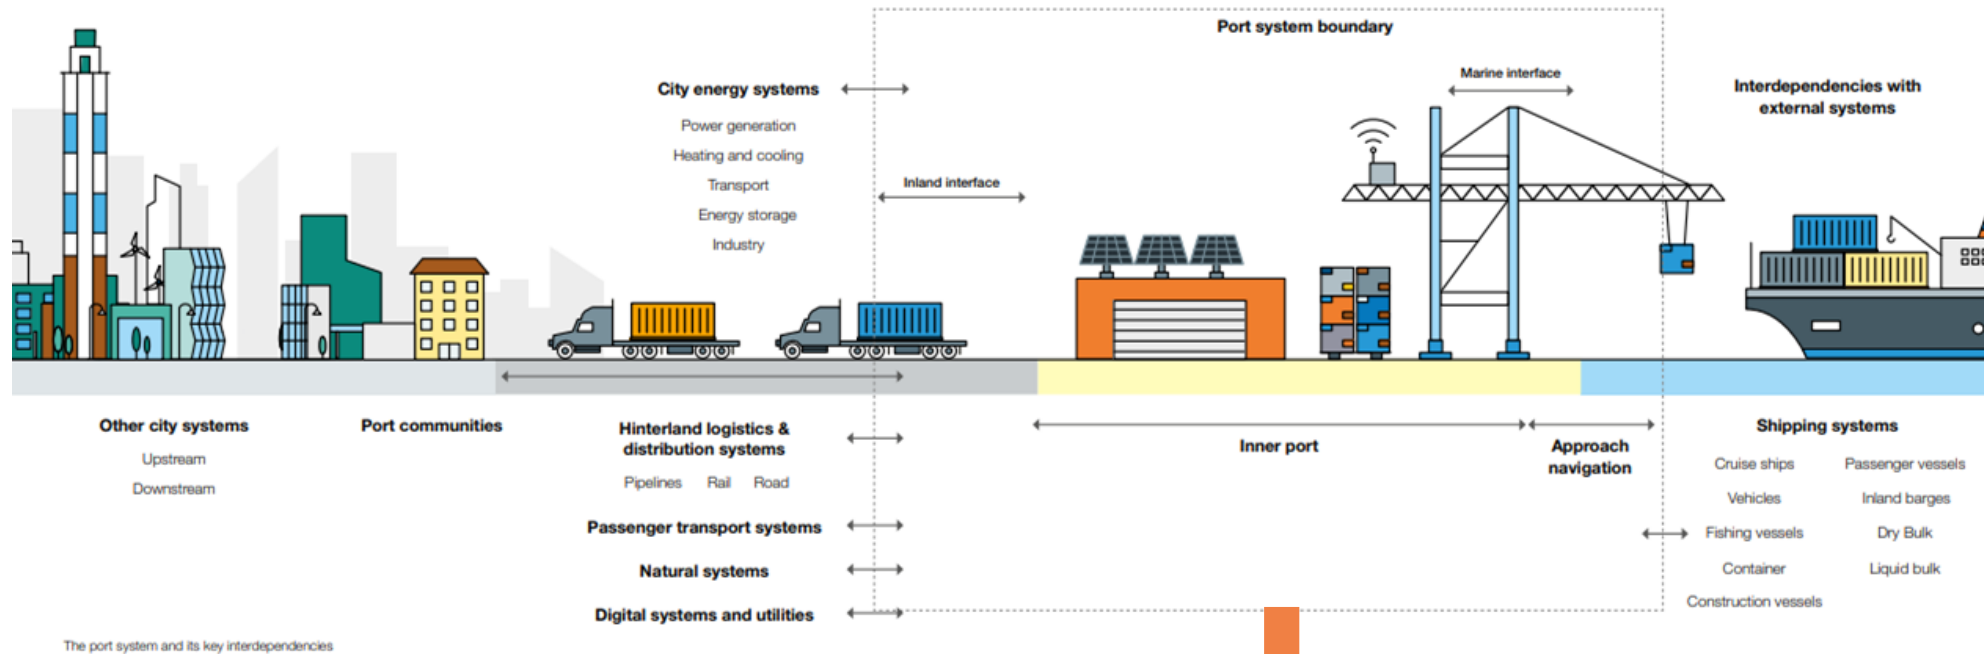 Port system boundary
Marine interface
City energy systems
Power generation
Heating and cooling
Transport
Energy storage
Industry
Inland interface
Interdependencies with
external systems
Other city systems
Upstream
Downstream
Port communities
Hinterland logistics &
distribution systems
Pipelines Rail Road
Passenger transport systems
Natural systems
Digital systems and utilities
Inner port
Approach
navigation
Shipping systems
Cruise ships Passenger vessels
Vehicles Inland barges
Fishing vessels Dry Bulk
Container Liquid bulk
Construction vessels
The port system and its key interdependencies